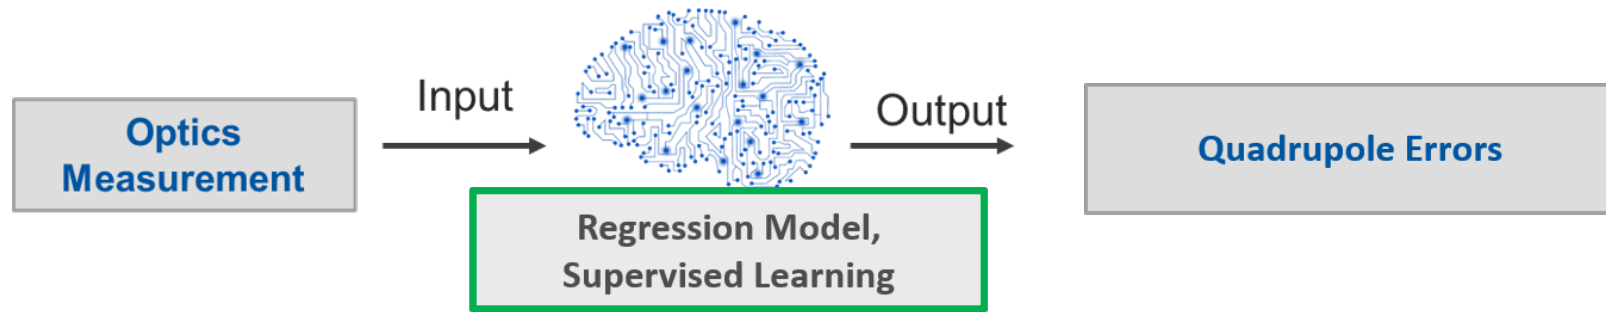 Optics
Measurement
Input
Regression Model,
Supervised Learning
Output
Quadrupole Errors